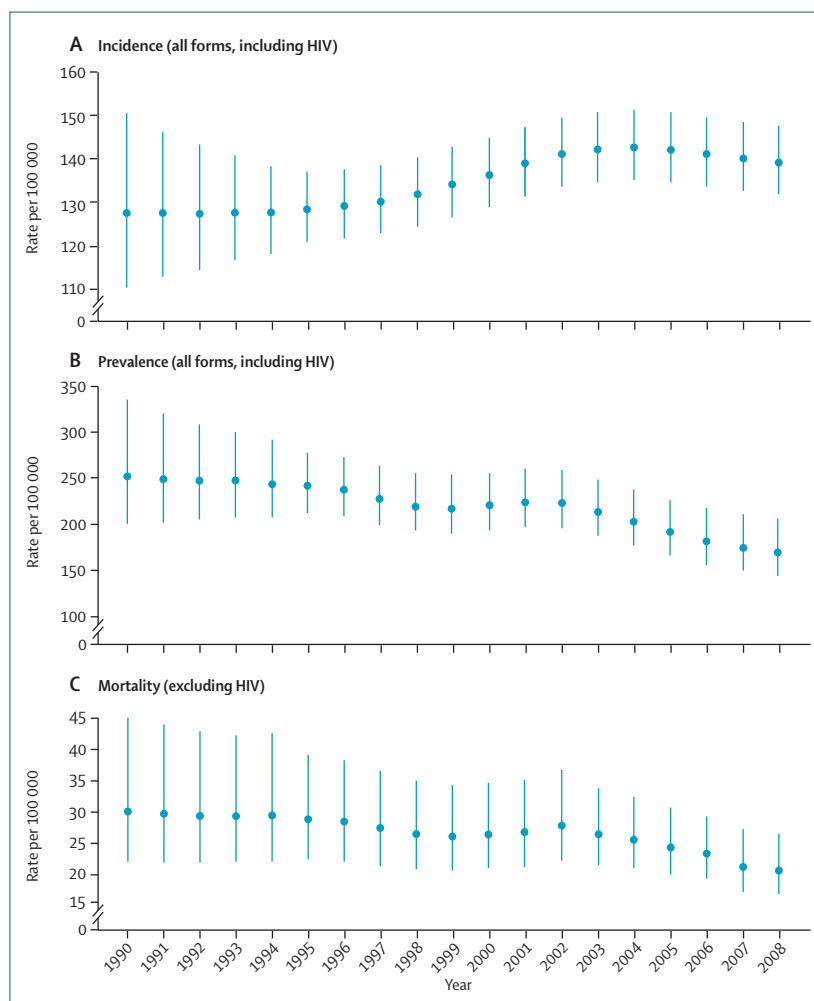 A Incidence (all forms, including HIV)
160
150
140
130
120
110
0
Rate per 100 000
B Prevalence (all forms, including HIV)
350
300
250
200
150
100
0
Rate per 100 000
C Mortality (excluding HIV)
45
40
35
30
25
20
15
0
Rate per 100 000
1990 1991 1992 1993 1994 1995 1996 1997 1998 1999 2000 2001 2002 2003 2004 2005 2006 2007 2008
Year